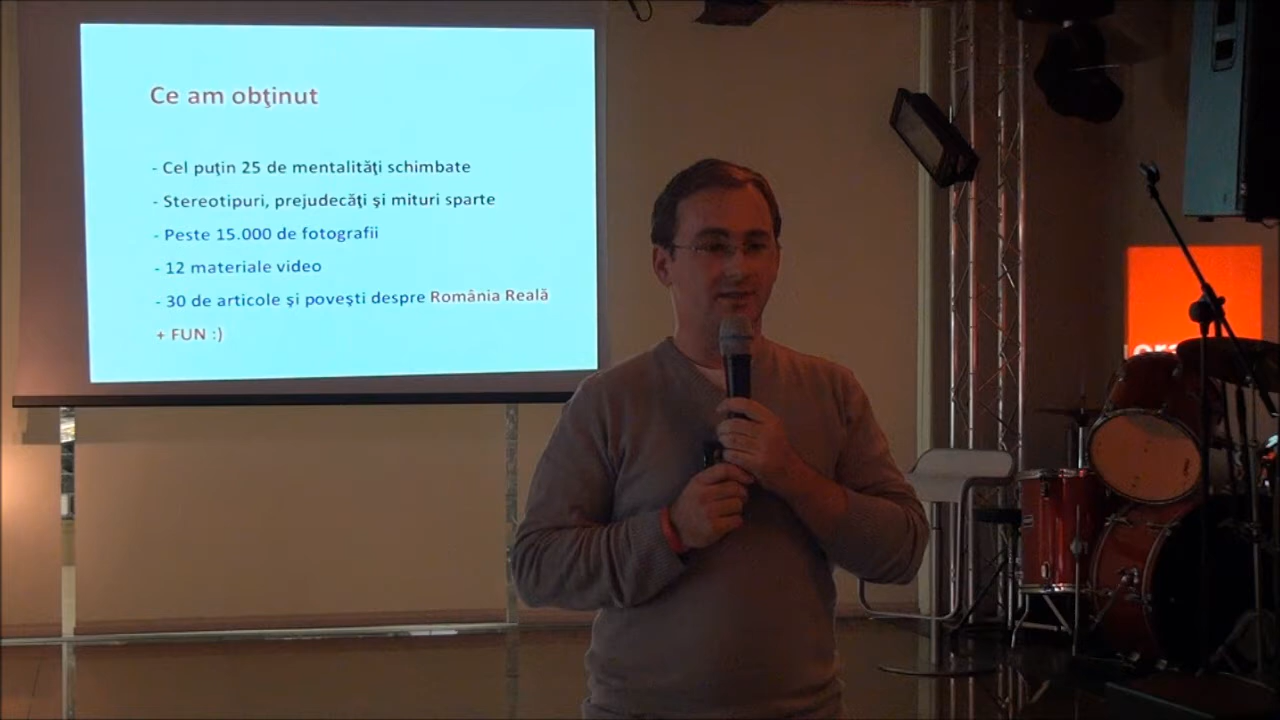 Ce am obţinut
- Cel puţin 25 de mentalităţi schimbate
- Stereotipuri, prejudecăţi şi mituri sparte
- Peste 15.000 de fotografii
- 12 materiale video
- 30 de articole şi poveşti despre România Reală
+ FUN :)